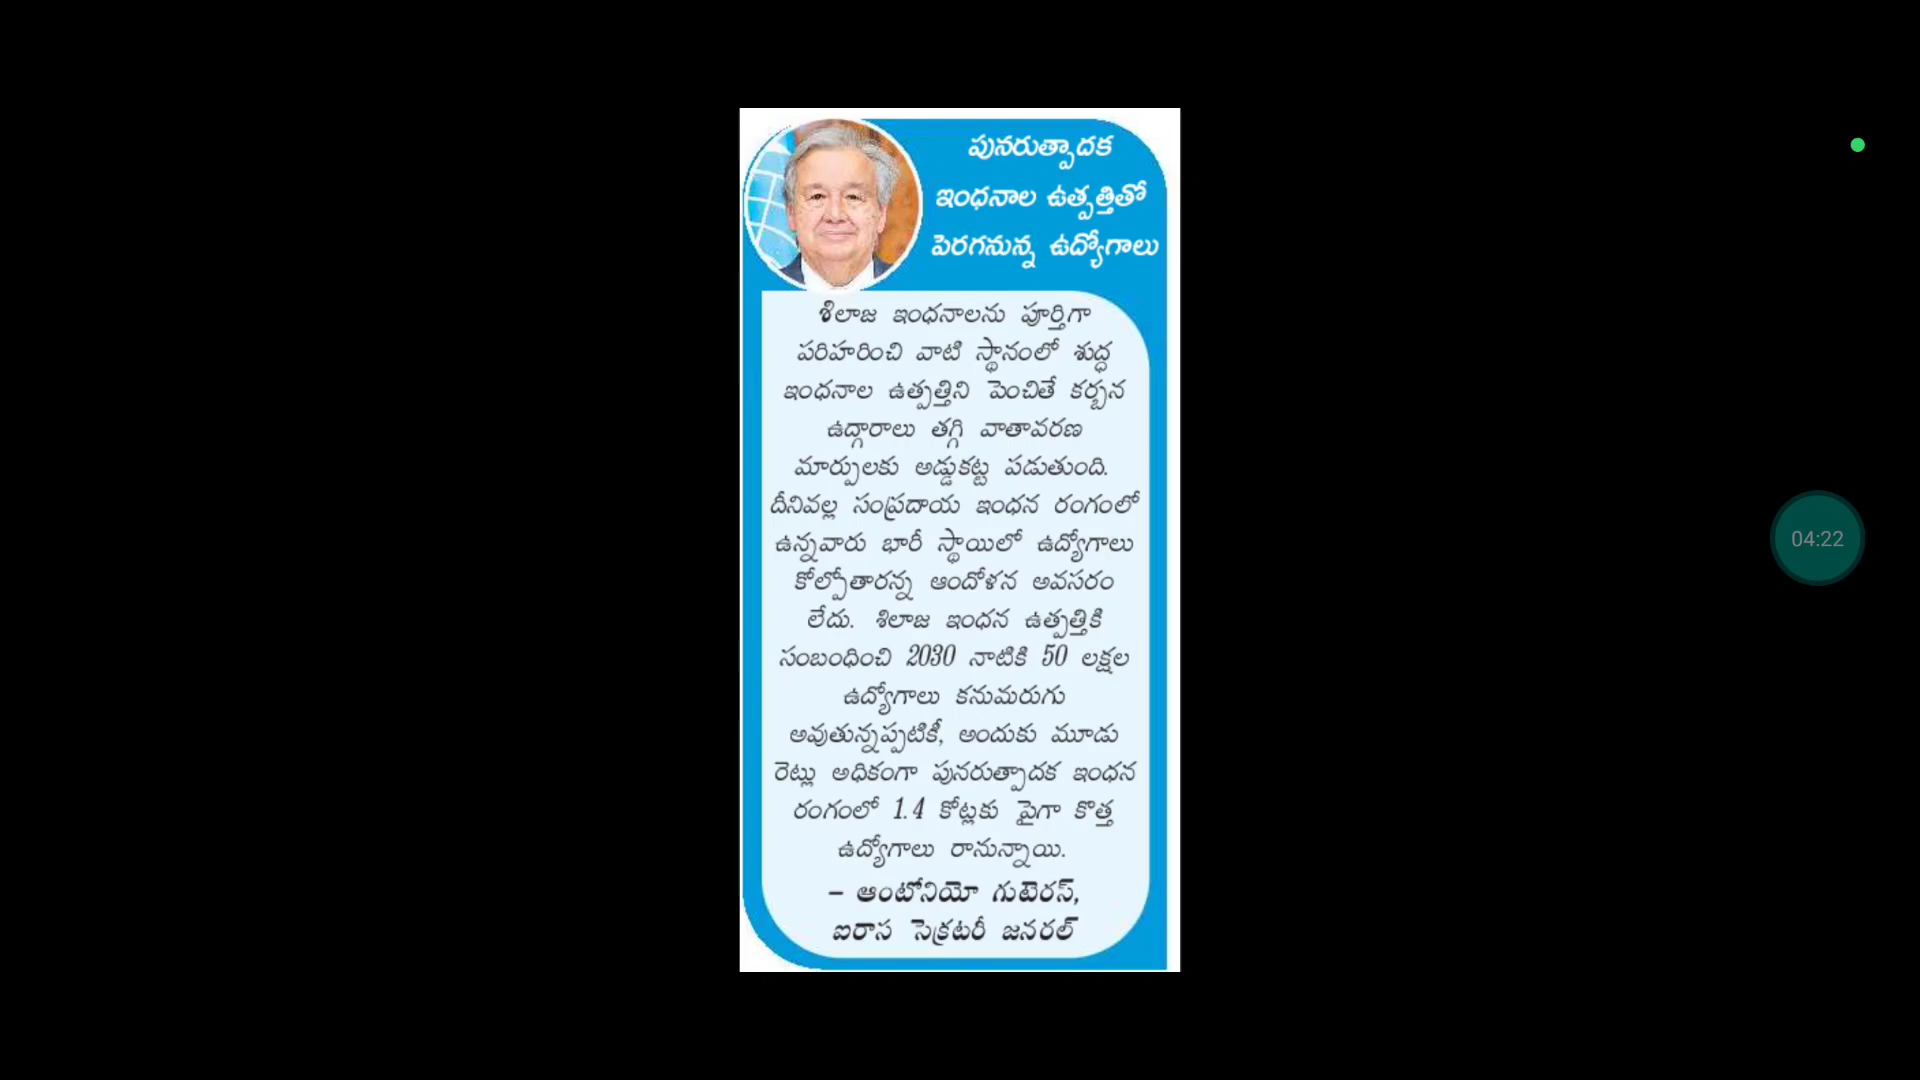 పునరుత్పాదక
ఇంధనాల ఉత్పత్తితో
పెరగనున్న ఉద్యోగాలు
శిలాజ ఇంధనాలను పూర్తిగా
పరిహరించి వాటి స్థానంలో శుద్ధ
ఇంధనాల ఉత్పత్తిని పెంచితే కర్బన
ఉద్గారాలు తగ్గి వాతావరణ
మార్పులకు అడ్డుకట్ట పడుతుంది.
దీనివల్ల సంప్రదాయ ఇంధన రంగంలో
ఉన్నవారు భారీ స్థాయిలో ఉద్యోగాలు
కోల్పోతారన్న ఆందోళన అవసరం
లేదు. శిలాజ ఇంధన ఉత్పత్తికి
సంబంధించి 2030 నాటికి 50 లక్షల
ఉద్యోగాలు కనుమరుగు
అవుతున్నప్పటికీ, అందుకు మూడు
రెట్లు అధికంగా పునరుత్పాదక ఇంధన
రంగంలో 1.4 కోట్లకు పైగా కొత్త
ఉద్యోగాలు రానున్నాయి.
– ఆంటోనియో గుటెరస్,
ఐరాస సెక్రటరీ జనరల్
04:22